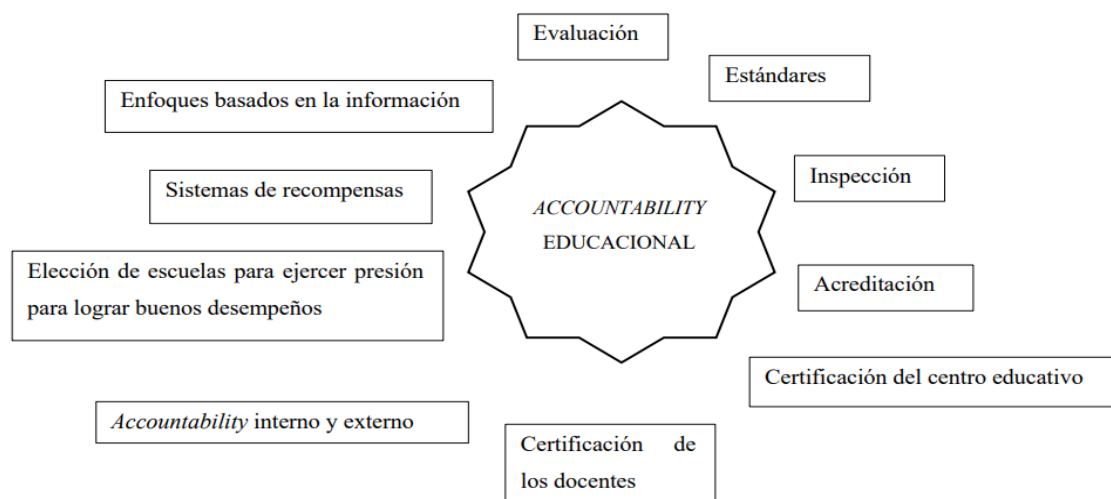 Evaluación
Estándares
Enfoques basados en la información
Inspección
Sistemas de recompensas
ACCOUNTABILITY
EDUCACIONAL
Elección de escuelas para ejercer presión
para lograr buenos desempeños
Acreditación
Certificación del centro educativo
Accountability interno y externo
Certificación de
los docentes